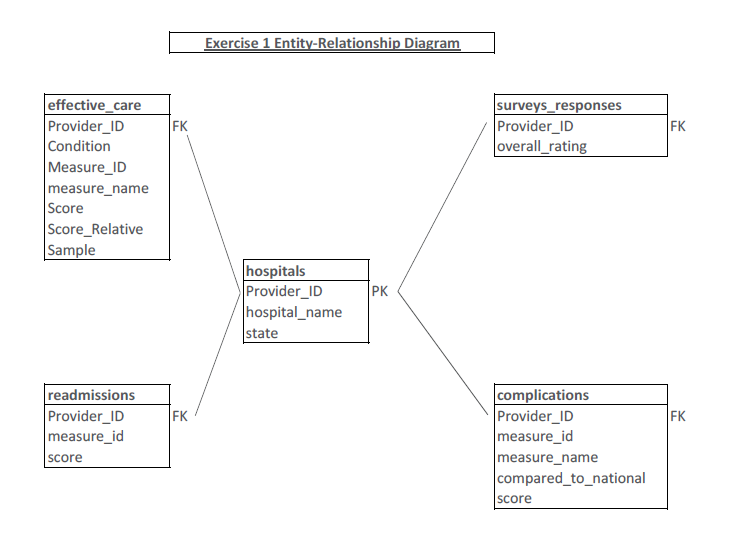 Exercise 1 Entity-Relationship Diagram
effective_care
Provider_ID FK
Condition
Measure_ID
measure_name
Score
Score_Relative
Sample
surveys_responses
Provider_ID FK
overall_rating
hospitals
Provider_ID PK
hospital_name
state
readmissions
Provider_ID FK
measure_id
score
complications
Provider_ID FK
measure_id
measure_name
compared_to_national
score